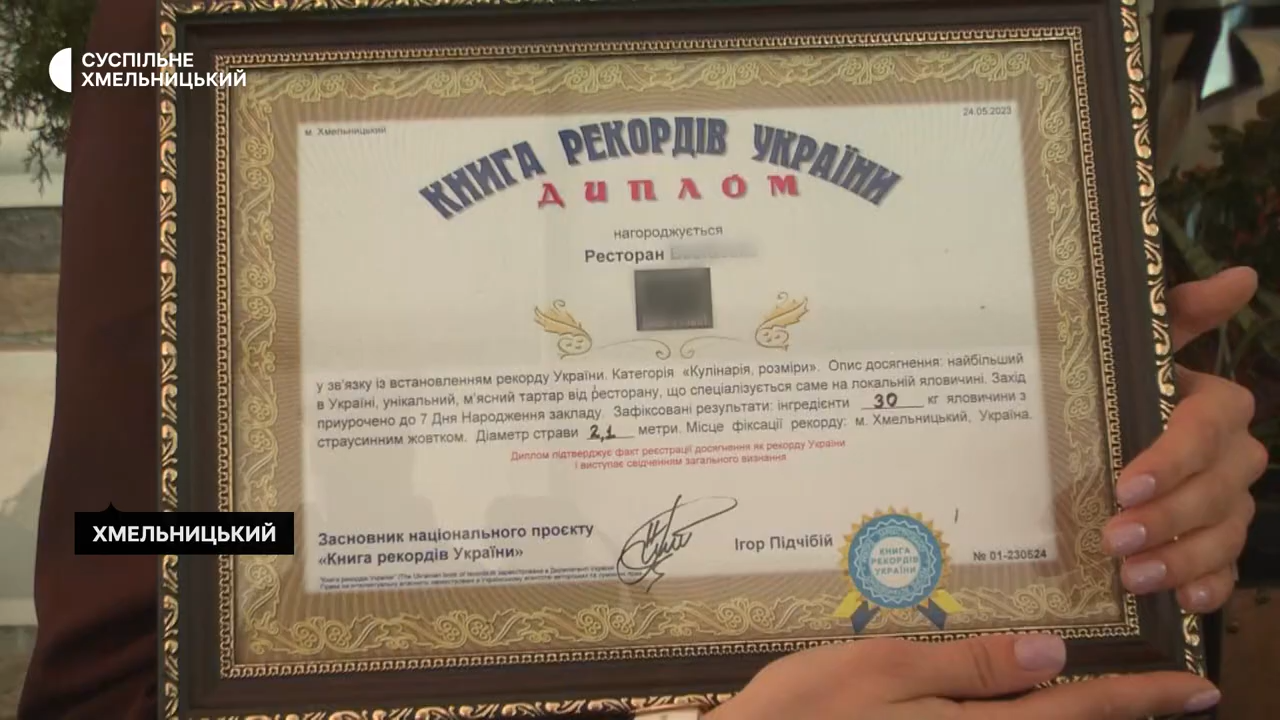 СУСПІЛЬНЕ
ХМЕЛЬНИЦЬКИЙ
м. Хмельницький
24.05.2023
КНИГА РЕКОРДІВ УКРАЇНИ
ДИПЛОМ
нагороджується
Ресторан
у зв'язку із встановленням рекорду України. Категорія «Кулінарія, розміри». Опис досягнення: найбільший
в Україні, унікальний, м'ясний тартар від ресторану, що спеціалізується саме на локальній яловичині. Захід
приурочено до 7 Дня Народження закладу. Зафіксовані результати: інгредієнти 30 кг яловичини з
страусинним жовтком. Діаметр страви 2,1 метри. Місце фіксації рекорду: м. Хмельницький, Україна.
Диплом підтверджує факт реєстрації досягнення як рекорду України
і виступає свідченням загального визнання
ХМЕЛЬНИЦЬКИЙ
Засновник національного проєкту
«Книга рекордів України»
Ігор Підчібій
КНИГА
РЕКОРДІВ
УКРАЇНИ
№ 01-230524